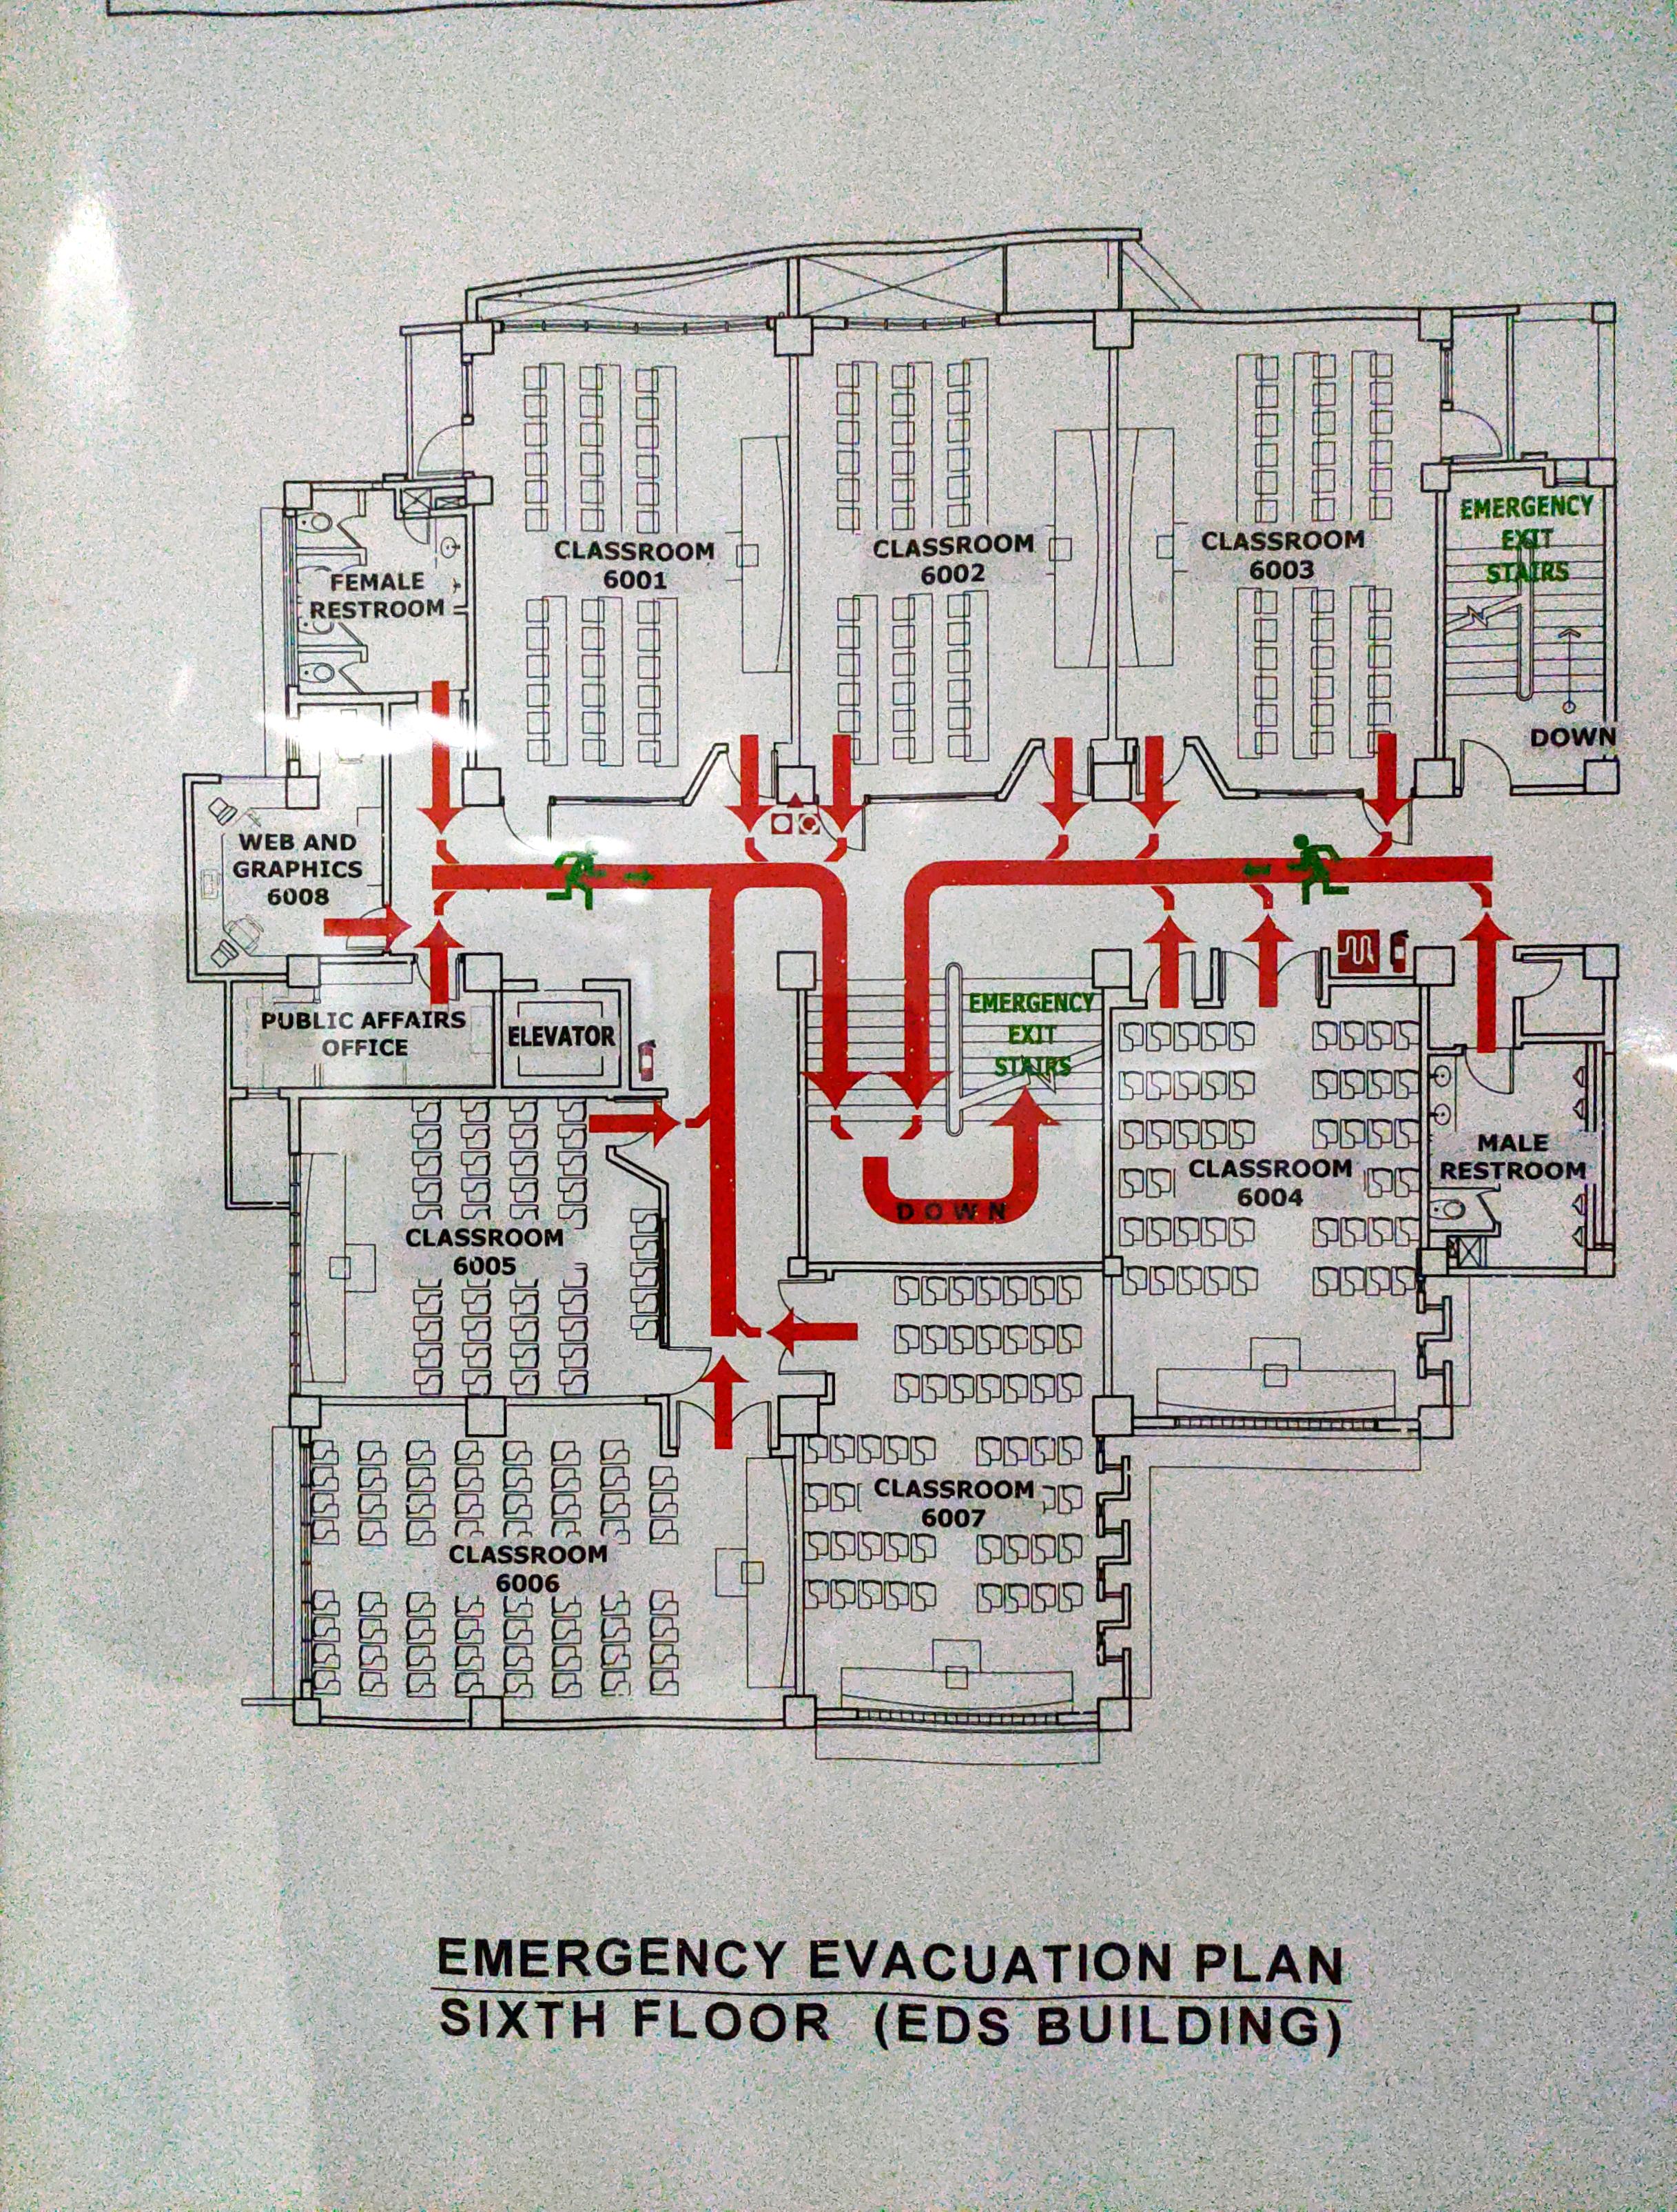 EMERGENCY
EXIT
STAIRS
CLASSROOM
6001
CLASSROOM
6002
CLASSROOM
6003
FEMALE
RESTROOM
DOWN
WEB AND
GRAPHICS
6008
PUBLIC AFFAIRS
OFFICE
ELEVATOR
EMERGENCY
EXIT
STAIRS
DOWN
CLASSROOM
6004
MALE
RESTROOM
CLASSROOM
6005
CLASSROOM
6007
CLASSROOM
6006
EMERGENCY EVACUATION PLAN
SIXTH FLOOR (EDS BUILDING)